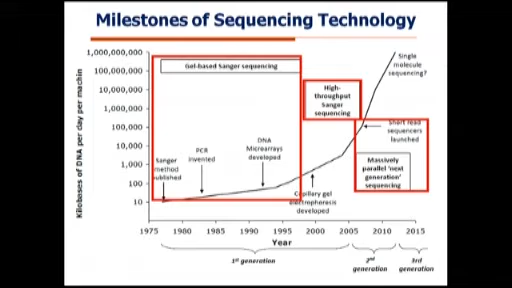 Milestones of Sequencing Technology
1,000,000,000
100,000,000
10,000,000
1,000,000
100,000
10,000
1,000
100
10
Kilobases of DNA per day per machin
Gel-based Sanger sequencing
High-
throughput
Sanger
sequencing
Single
molecule
sequencing?
Short read
sequencers
launched
Massively
parallel 'next
generation'
sequencing
DNA
Microarrays
developed
PCR
invented
Sanger
method
published
Capillary gel
electrophoresis
developed
1975 1980 1985 1990 1995 2000 2005 2010 2015
Year
1st generation
2nd
generation
3rd
generation